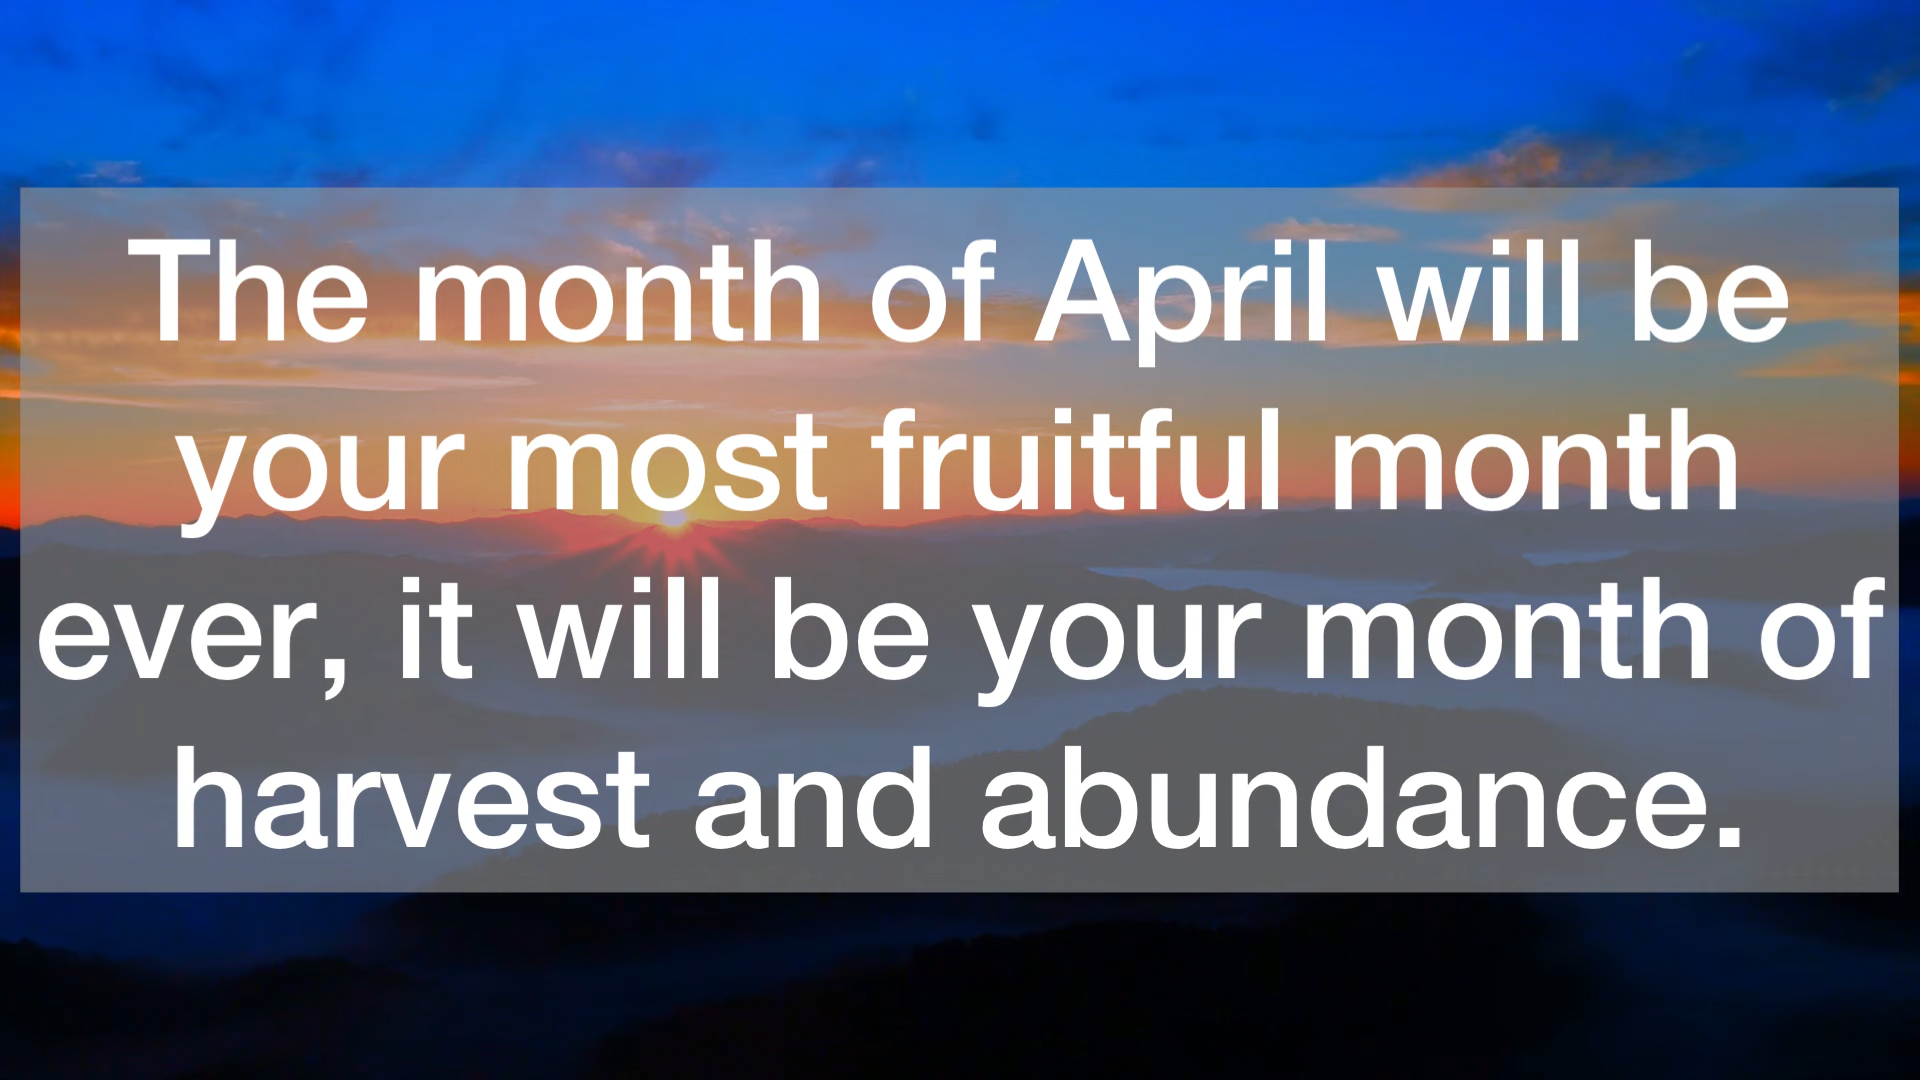 The month of April will be
your most fruitful month
ever, it will be your month of
harvest and abundance.